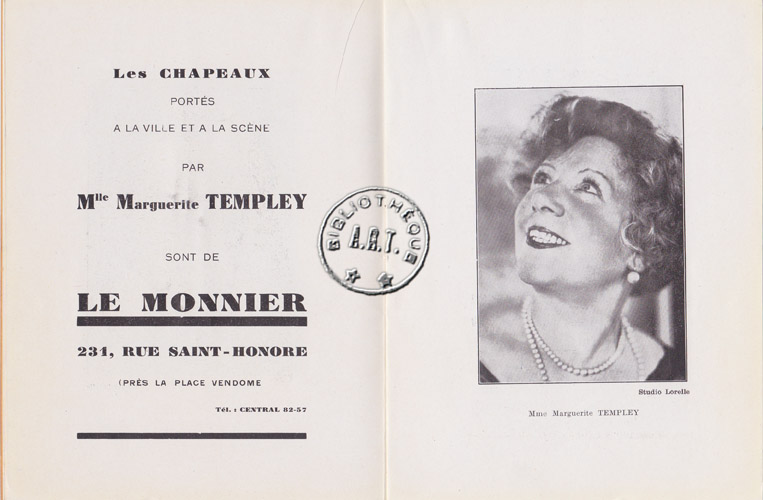 Les CHAPEAUX
PORTÉS
A LA VILLE ET A LA SCÈNE
PAR
Mlle Marguerite TEMPLEY
SONT DE
LE MONNIER
231, RUE SAINT-HONORE
(PRÈS LA PLACE VENDOME
Tél. : CENTRAL 82-57
BIBLIOTHÈQUE
A.R.T.
Studio Lorelle
Mme Marguerite TEMPLEY